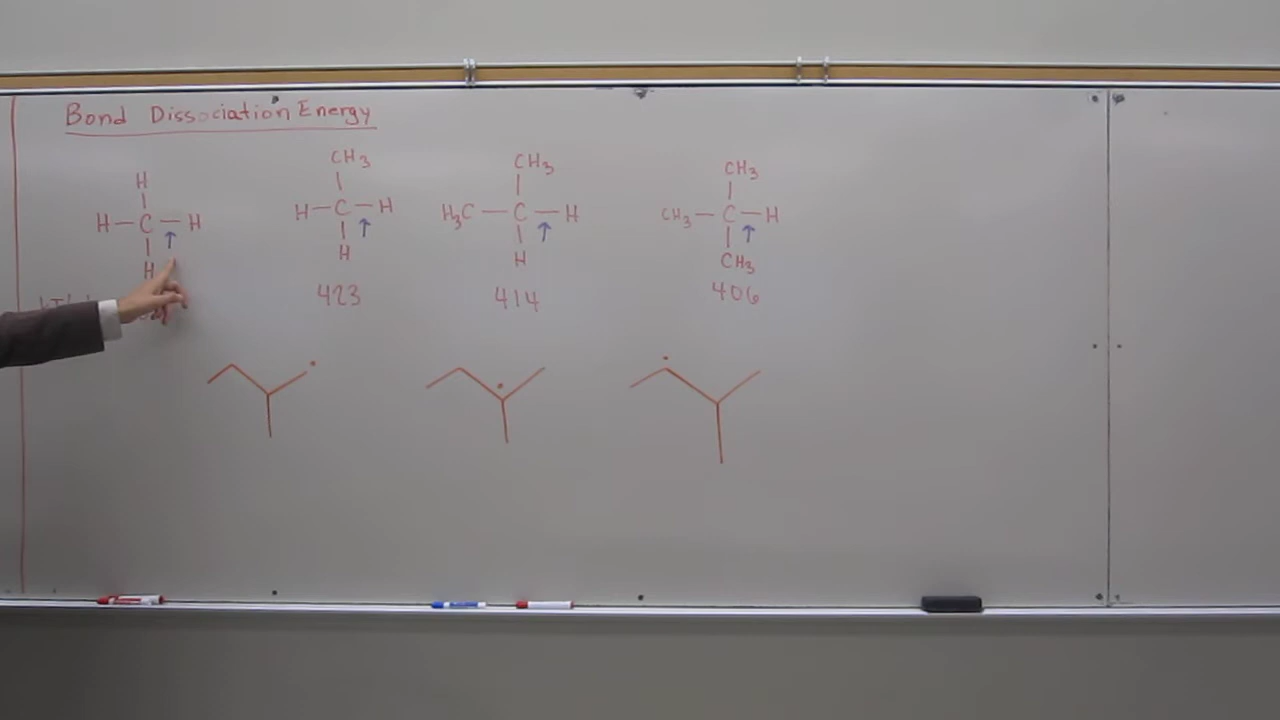 Bond Dissociation Energy
H
H-C-H
H
CH3
H-C-H
H
423
CH3
H3C-C-H
H
414
CH3
CH3-C-H
CH3
406